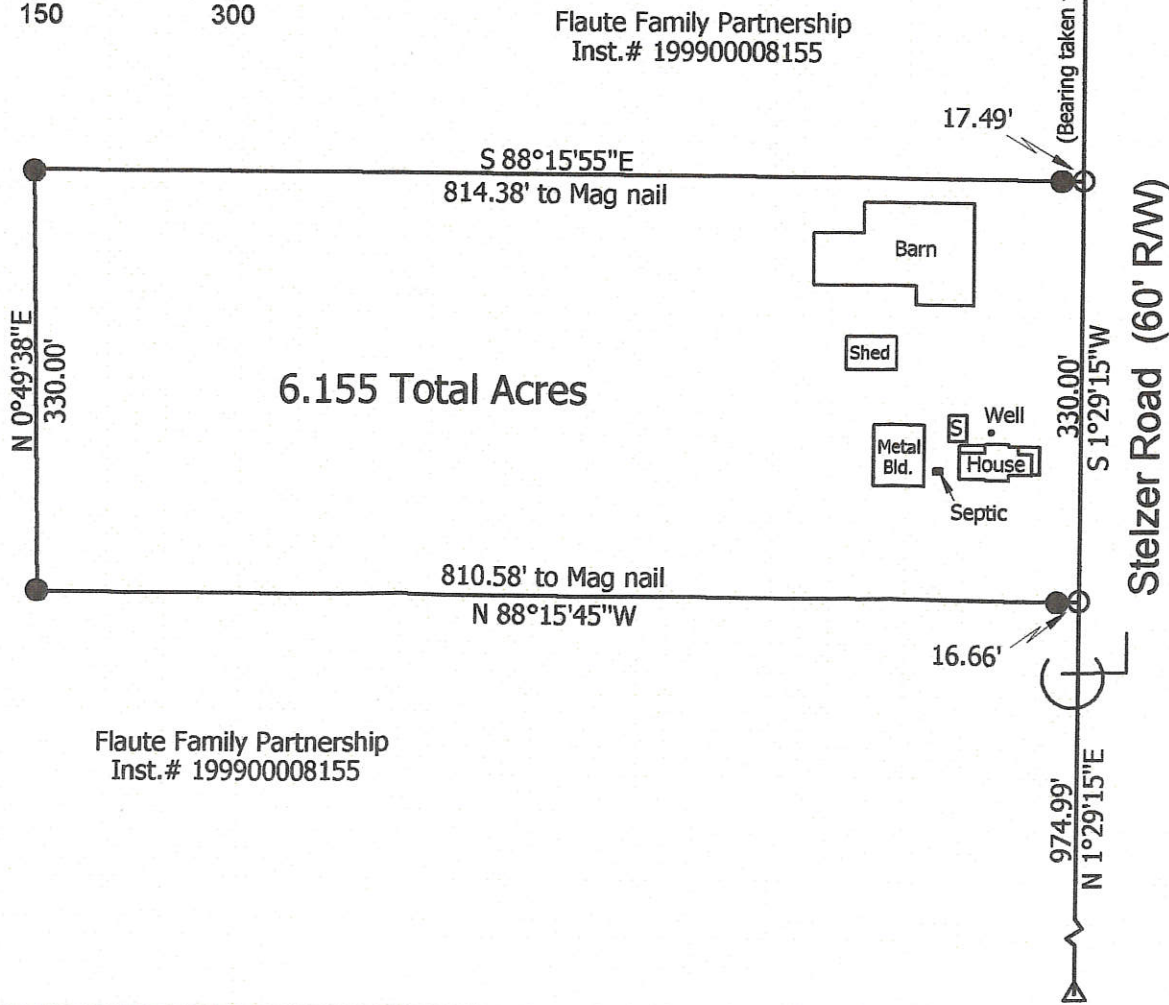 150 300
Flaute Family Partnership
Inst.# 199900008155
(Bearing taken
17.49'
S 88°15'55"E
814.38' to Mag nail
Barn
Stelzer Road (60' R/W)
N 0°49'38"E
330.00'
Shed
330.00'
S 1°29'15"W
6.155 Total Acres
Well
S
Metal
Bld.
House
Septic
810.58' to Mag nail
N 88°15'45"W
16.66'
Flaute Family Partnership
Inst.# 199900008155
974.99'
N 1°29'15"E